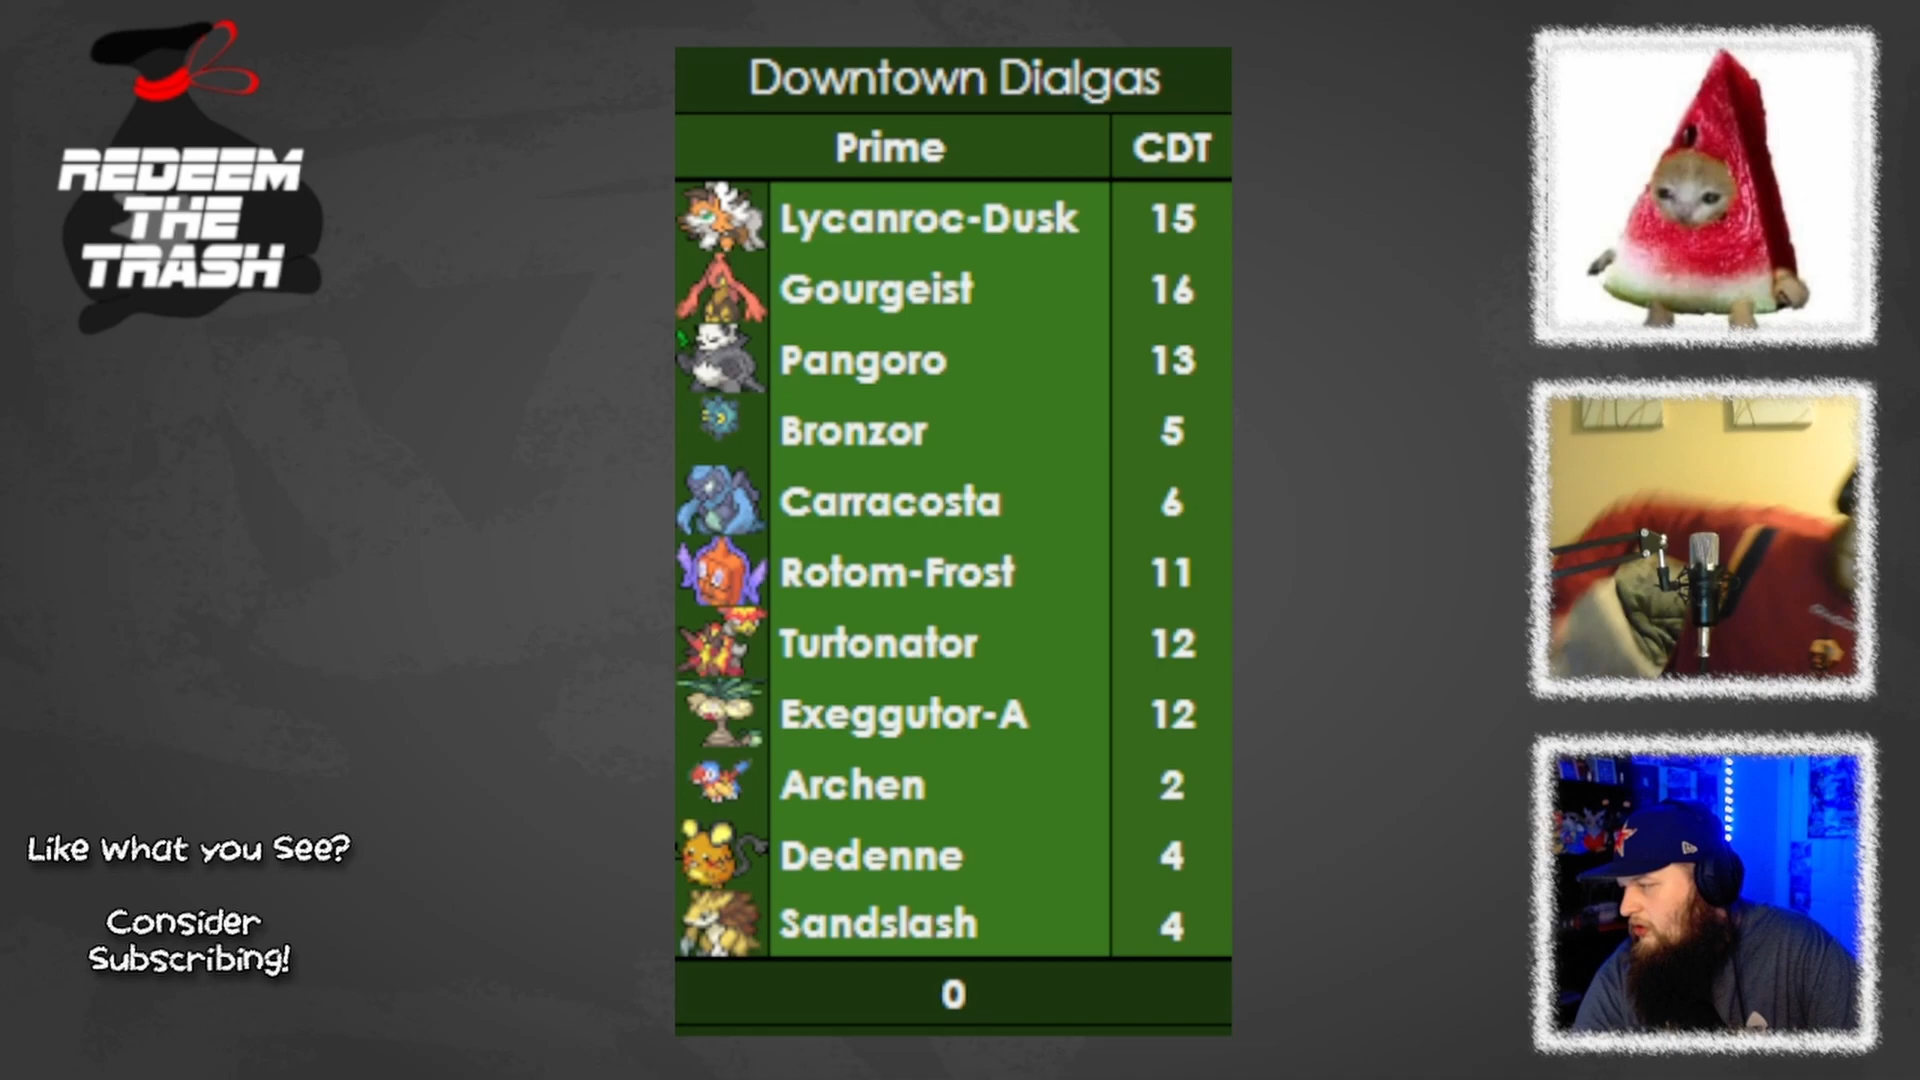 REDEEM
THE
TRASH
Like What you See?
Consider
Subscribing!
Downtown Dialgas
Prime CDT
Lycanroc-Dusk 15
Gourgeist 16
Pangoro 13
Bronzor 5
Carracosta 6
Rotom-Frost 11
Turtonator 12
Exeggutor-A 12
Archen 2
Dedenne 4
Sandslash 4
0